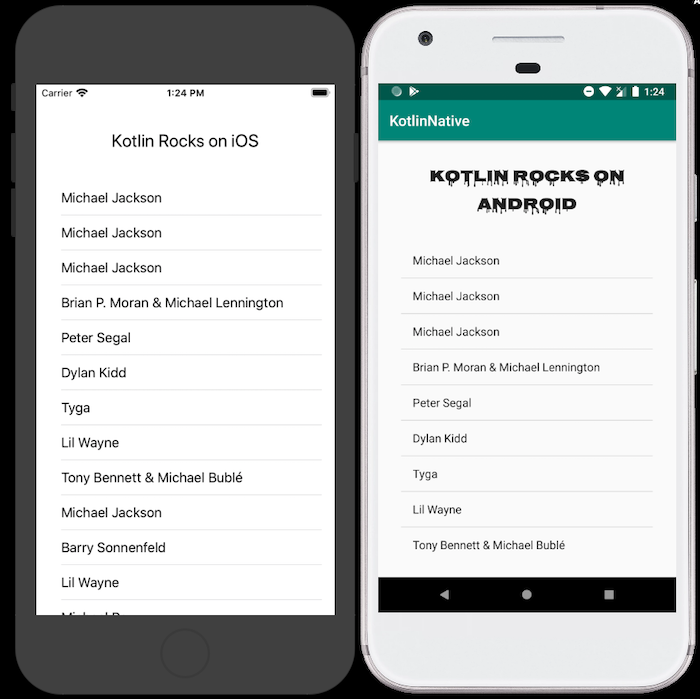 Carrier 1:24 PM
Kotlin Rocks on iOS
Michael Jackson
Michael Jackson
Michael Jackson
Brian P. Moran & Michael Lennington
Peter Segal
Dylan Kidd
Tyga
Lil Wayne
Tony Bennett & Michael Bublé
Michael Jackson
Barry Sonnenfeld
Lil Wayne
1:24
KotlinNative
KOTLIN ROCKS ON
ANDROID
Michael Jackson
Michael Jackson
Michael Jackson
Brian P. Moran & Michael Lennington
Peter Segal
Dylan Kidd
Tyga
Lil Wayne
Tony Bennett & Michael Bublé